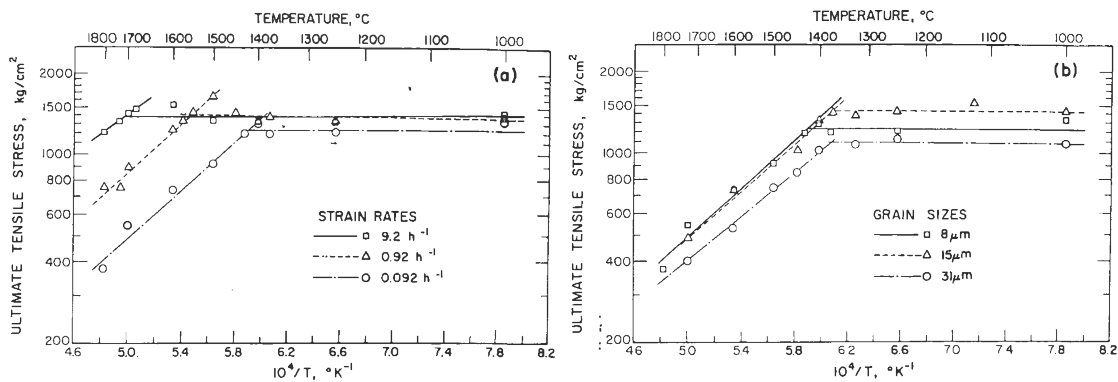 TEMPERATURE, °C
1800 1700 1600 1500 1400 1300 1200 1100 1000
ULTIMATE TENSILE STRESS, kg/cm²
2000
1500
1000
800
600
400
200
(a)
STRAIN RATES
9.2 h⁻¹
0.92 h⁻¹
0.092 h⁻¹
4.6 5.0 5.4 5.8 6.2 6.6 7.0 7.4 7.8 8.2
10⁴/T, °K⁻¹
TEMPERATURE, °C
1800 1700 1600 1500 1400 1300 1200 1100 1000
ULTIMATE TENSILE STRESS, kg/cm²
2000
1500
1000
800
600
400
200
(b)
GRAIN SIZES
8µm
15µm
31µm
4.6 5.0 5.4 5.8 6.2 6.6 7.0 7.4 7.8 8.2
10⁴/T, °K⁻¹